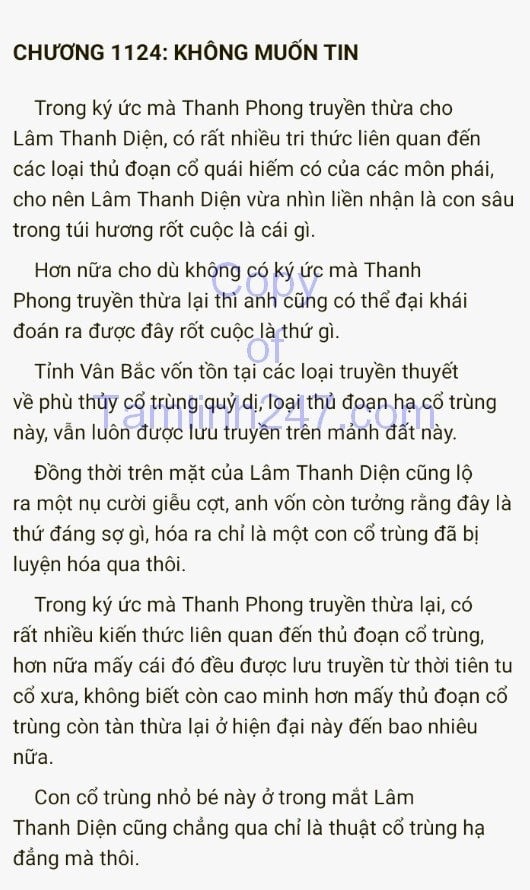 CHƯƠNG 1124: KHÔNG MUỐN TIN
Trong ký ức mà Thanh Phong truyền thừa cho
Lâm Thanh Diện, có rất nhiều tri thức liên quan đến
các loại thủ đoạn cổ quái hiếm có của các môn phái,
cho nên Lâm Thanh Diện vừa nhìn liền nhận là con sâu
trong túi hương rốt cuộc là cái gì.
Hơn nữa cho dù không có ký ức mà Thanh
Phong truyền thừa lại thì anh cũng có thể đại khái
đoán ra được đây rốt cuộc là thứ gì.
Tỉnh Vân Bắc vốn tồn tại các loại truyền thuyết
về phù thủy cổ trùng quỷ dị, loại thủ đoạn hạ cổ trùng
này, vẫn luôn được lưu truyền trên mảnh đất này.
Đồng thời trên mặt của Lâm Thanh Diện cũng lộ
ra một nụ cười giễu cợt, anh vốn còn tưởng rằng đây là
thứ đáng sợ gì, hóa ra chỉ là một con cổ trùng đã bị
luyện hóa qua thôi.
Trong ký ức mà Thanh Phong truyền thừa lại, có
rất nhiều kiến thức liên quan đến thủ đoạn cổ trùng,
hơn nữa mấy cái đó đều được lưu truyền từ thời tiên tu
cổ xưa, không biết còn cao minh hơn mấy thủ đoạn cổ
trùng còn tàn thừa lại ở hiện đại này đến bao nhiêu
nữa.
Con cổ trùng nhỏ bé này ở trong mắt Lâm
Thanh Diện cũng chẳng qua chỉ là thuật cổ trùng hạ
đẳng mà thôi.
Copy
of
Tamlinh247.com